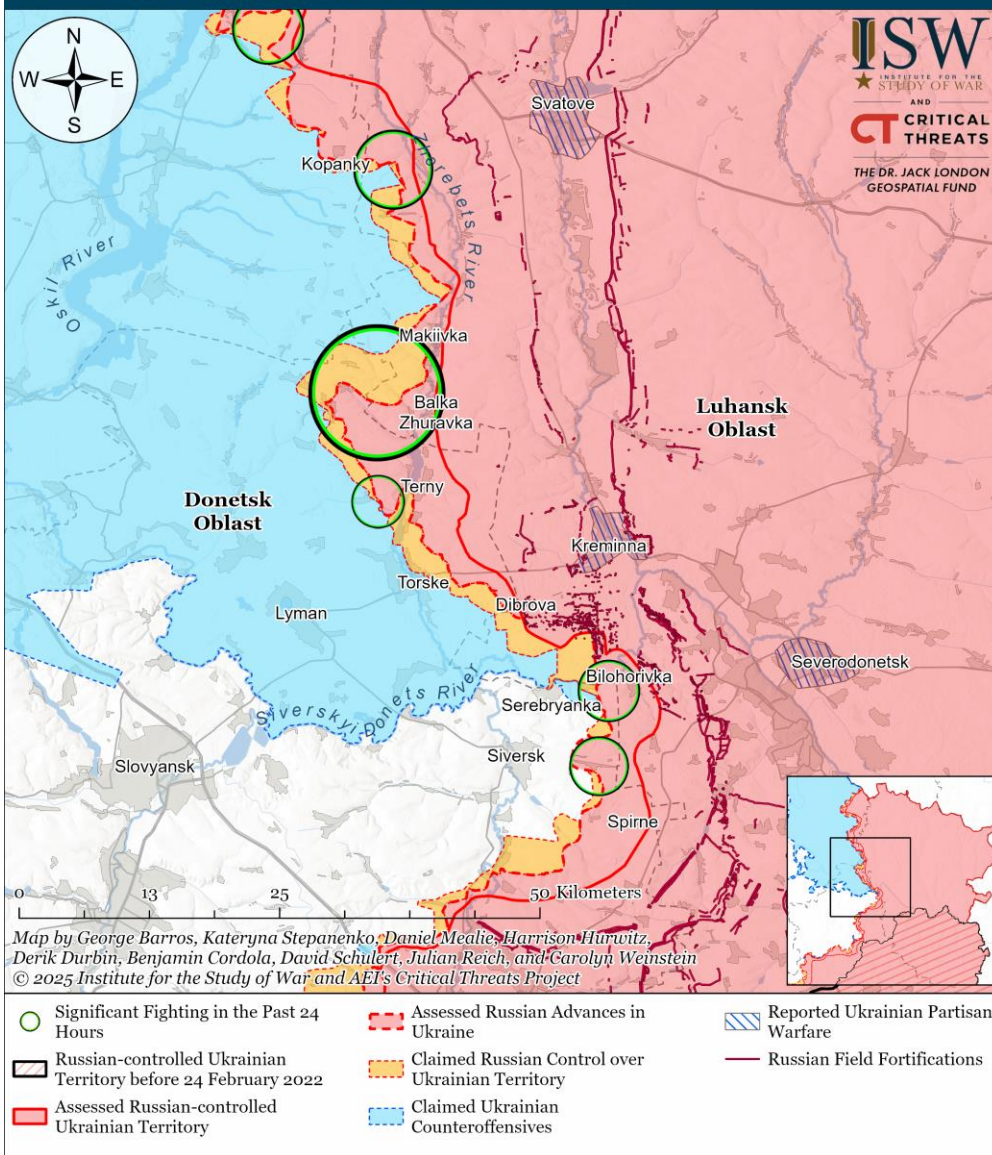 N
W E
S
ISW
INSTITUTE FOR THE
STUDY OF WAR
AND
CT CRITICAL
THREATS
THE DR. JACK LONDON
GEOSPATIAL FUND
Svatove
Kopanky
Zherebets River
Oskil River
Makiivka
Balka
Zhuravka
Luhansk
Oblast
Terny
Donetsk
Oblast
Kreminna
Torske
Dibrova
Lyman
Severodonetsk
Bilohorivka
Serebryanka
Siverskyi Donets River
Siversk
Slovyansk
Spirne
0 13 25 50 Kilometers
Map by George Barros, Kateryna Stepanenko, Daniel Mealie, Harrison Hurwitz,
Derik Durbin, Benjamin Cordola, David Schulert, Julian Reich, and Carolyn Weinstein
© 2025 Institute for the Study of War and AEI's Critical Threats Project
Significant Fighting in the Past 24
Hours
Russian-controlled Ukrainian
Territory before 24 February 2022
Assessed Russian-controlled
Ukrainian Territory
Assessed Russian Advances in
Ukraine
Claimed Russian Control over
Ukrainian Territory
Claimed Ukrainian
Counteroffensives
Reported Ukrainian Partisan
Warfare
Russian Field Fortifications